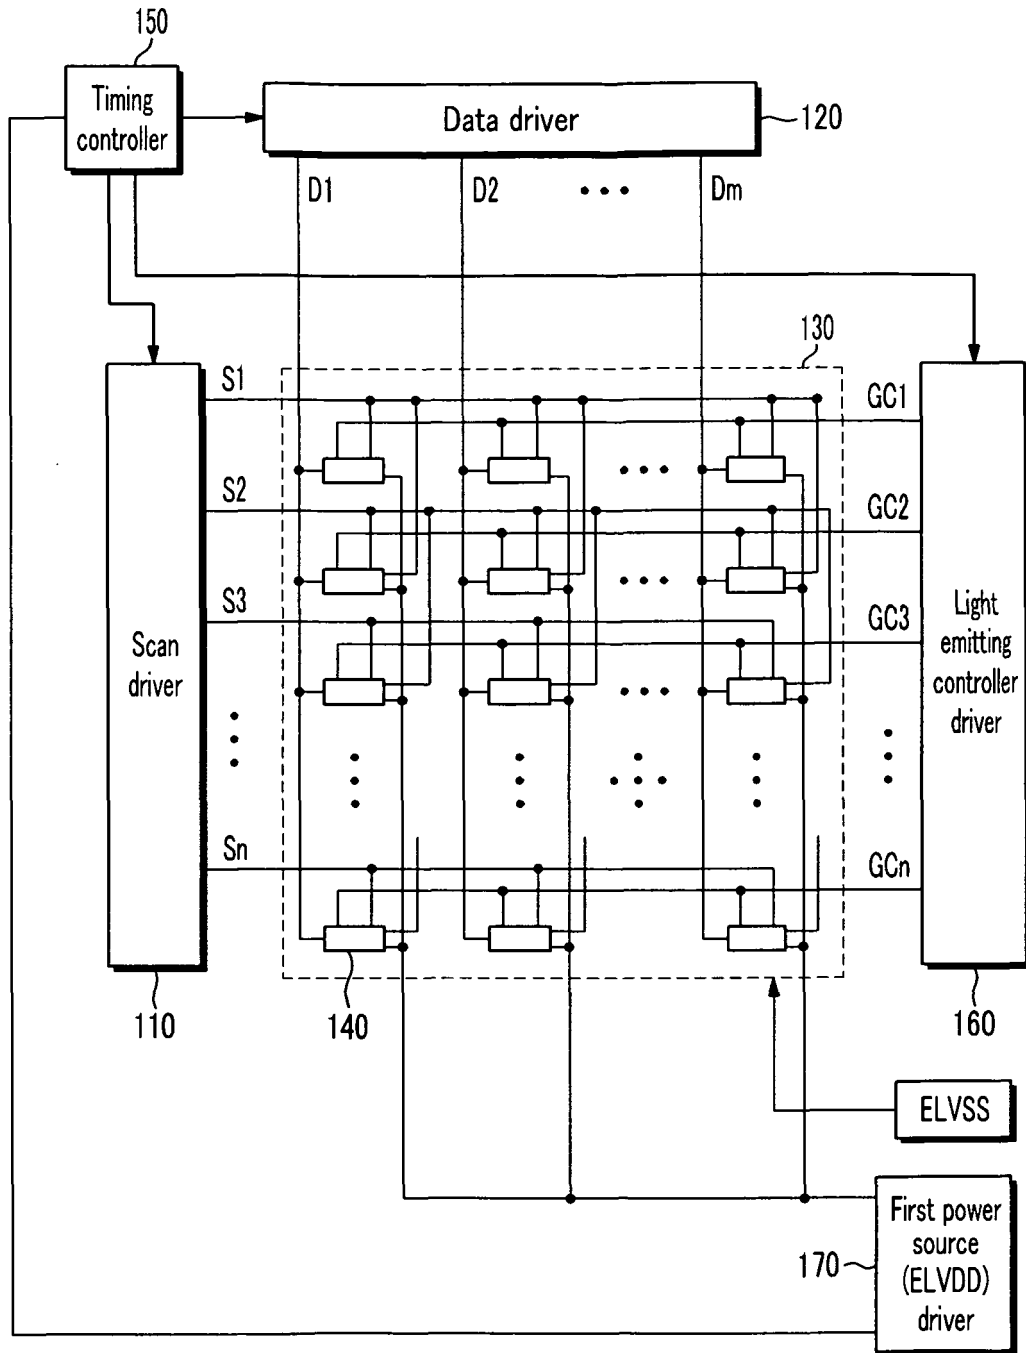 150
Timing
controller
Data driver
120
D1
D2
Dm
130
S1
GC1
S2
GC2
S3
GC3
Scan
driver
Light
emitting
controller
driver
Sn
GCn
110
140
160
ELVSS
First power
source
(ELVDD)
driver
170